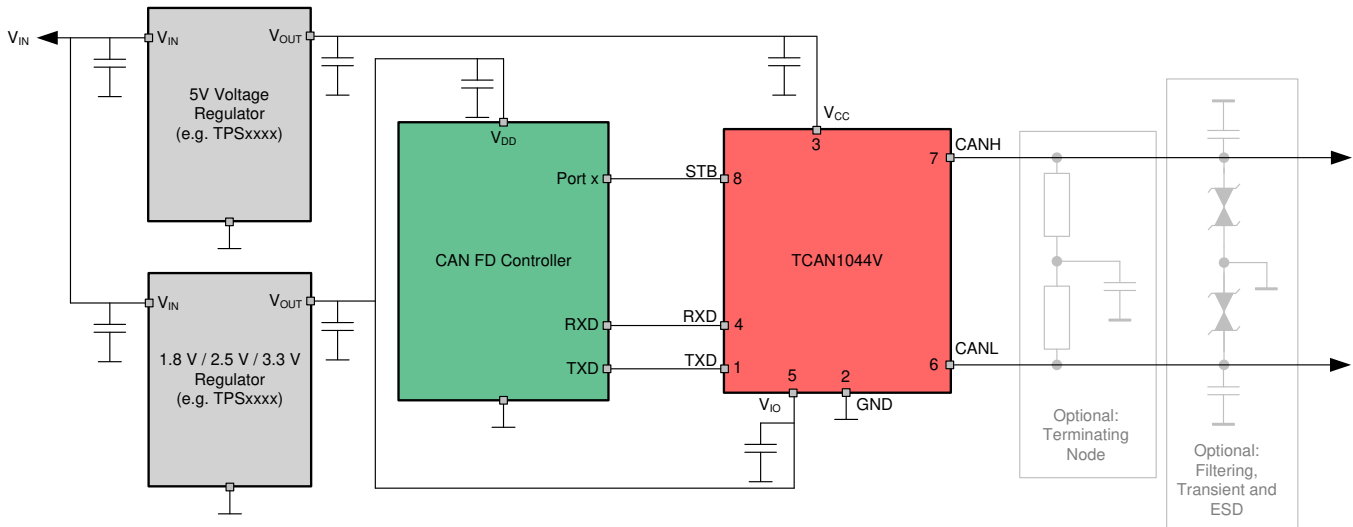 VIN
VIN
VOUT
5V Voltage
Regulator
(e.g. TPSxxxx)
VIN
VOUT
1.8 V / 2.5 V / 3.3 V
Regulator
(e.g. TPSxxxx)
VDD
Port x
CAN FD Controller
RXD
TXD
STB
RXD
TXD
VCC
3
8
7
TCAN1044V
4
1
6
5
2
VIO
GND
CANH
CANL
Optional:
Terminating
Node
Optional:
Filtering,
Transient and
ESD